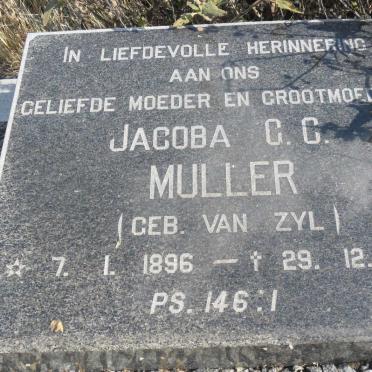 IN LIEFDEVOLLE HERINNERING
AAN ONS
GELIEFDE MOEDER EN GROOTMOE
JACOBA C. C.
MULLER
(GEB. VAN ZYL)
☆ 7. 1. 1896 — † 29. 12.
PS. 146:1